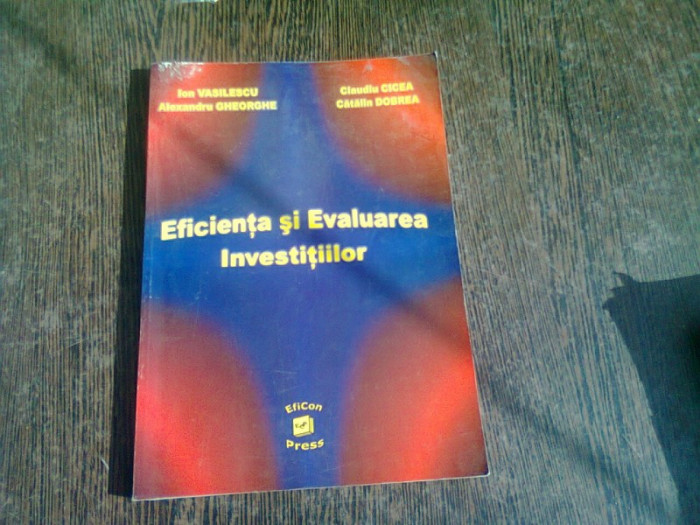 Ion VASILESCU
Alexandru GHEORGHE
Claudiu CICEA
Cătălin DOBREA
Eficienţa şi Evaluarea
Investiţiilor
EfiCon
Press